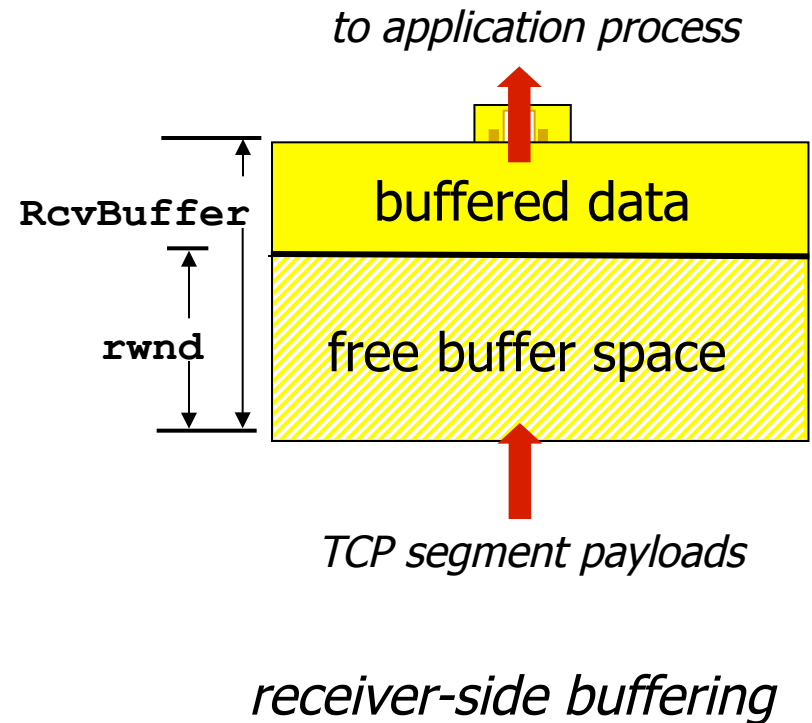 to application process
RcvBuffer
buffered data
rwnd
free buffer space
TCP segment payloads
receiver-side buffering